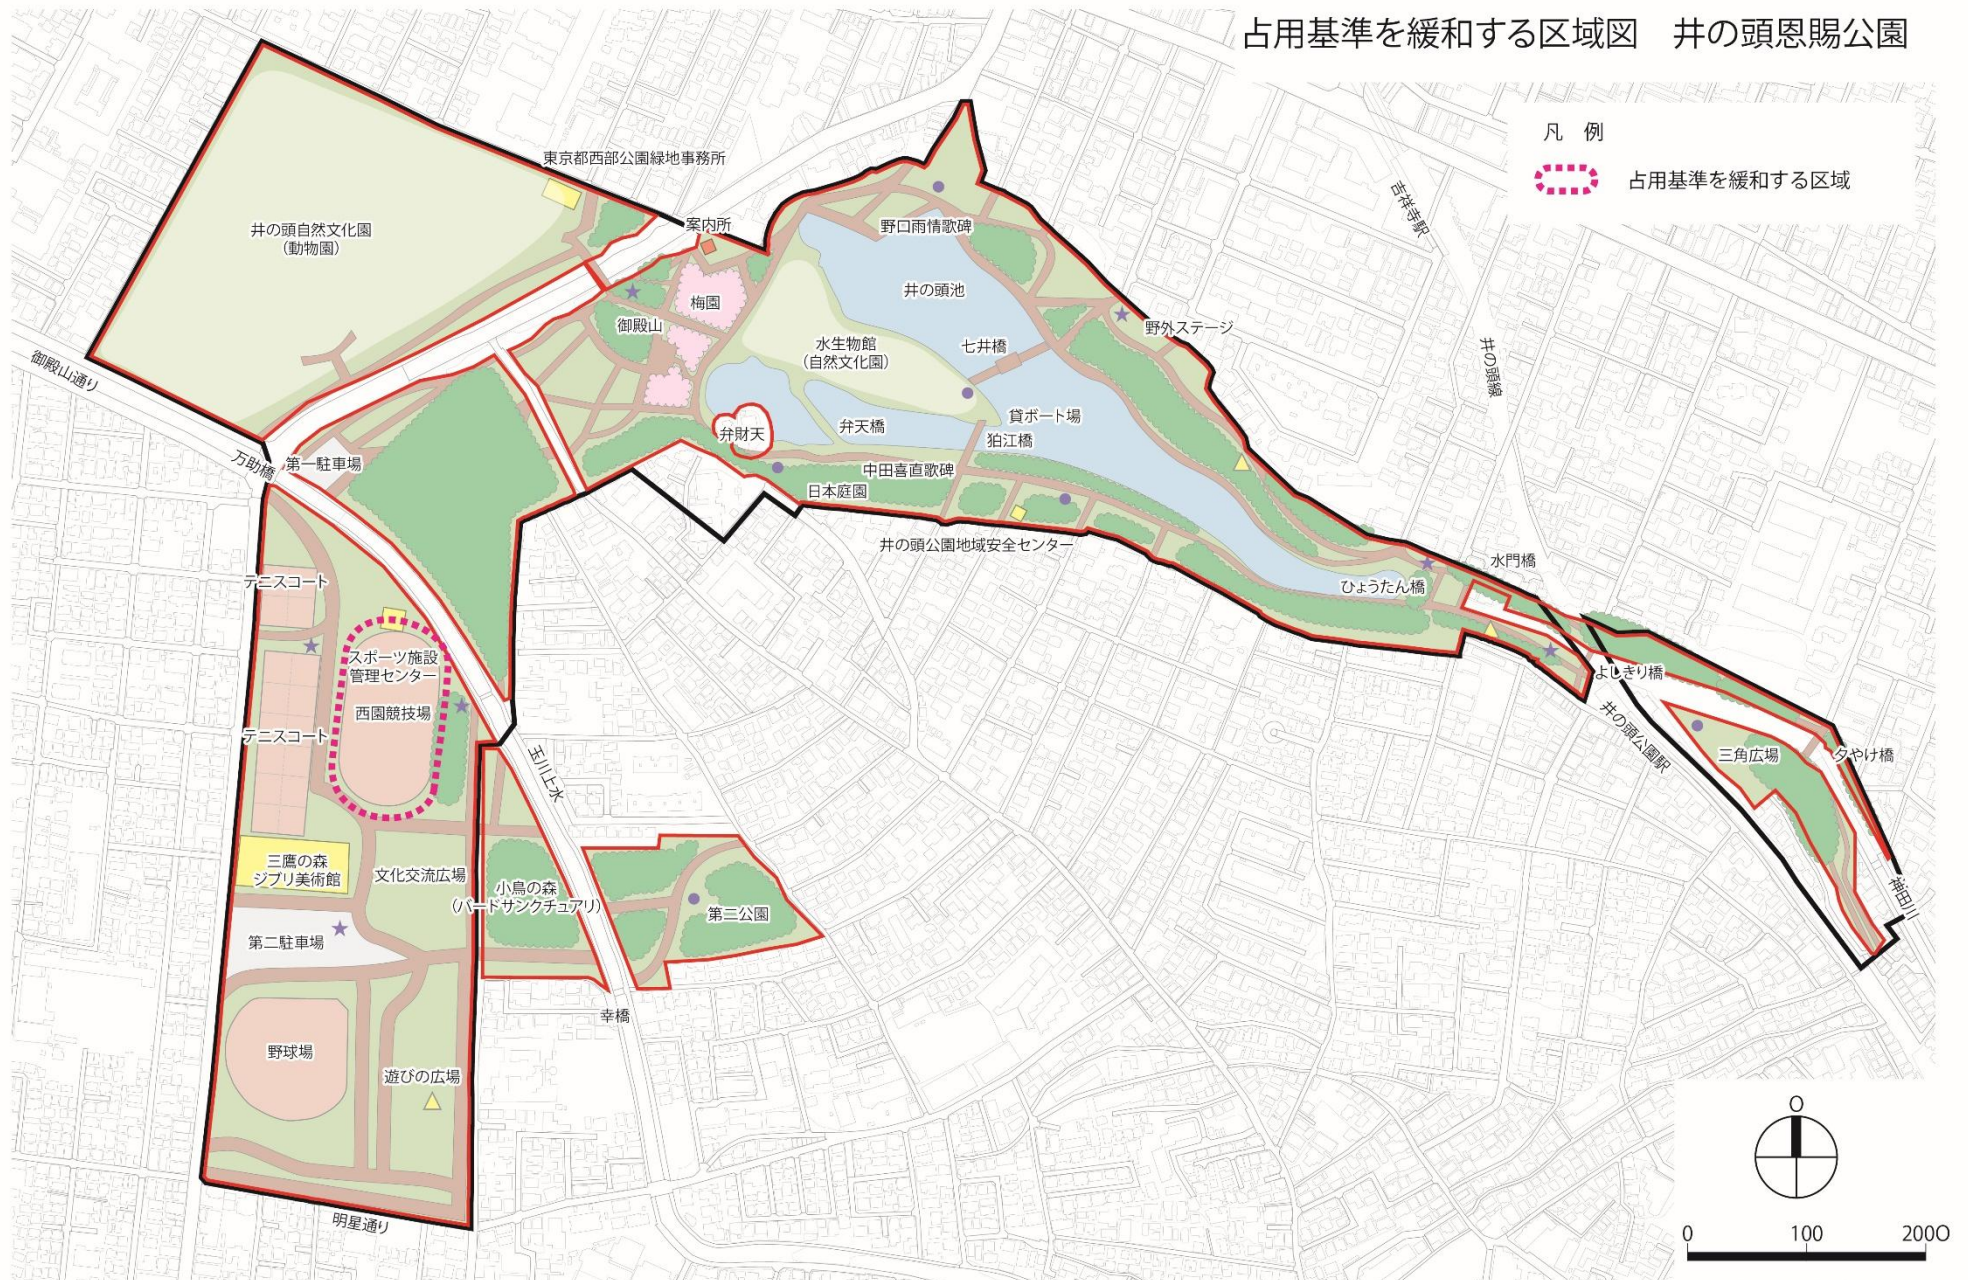 占用基準を緩和する区域図　井の頭恩賜公園
凡　例
占用基準を緩和する区域
東京都西部公園緑地事務所
案内所
井の頭自然文化園
（動物園）
野口雨情歌碑
吉祥寺駅
井の頭池
梅園
御殿山
野外ステージ
水生物館
（自然文化園）
七井橋
井の頭線
御殿山通り
貸ボート場
弁天橋
弁財天
狛江橋
万助橋
第一駐車場
中田喜直歌碑
日本庭園
井の頭公園地域安全センター
水門橋
ひょうたん橋
テニスコート
スポーツ施設
管理センター
よしきり橋
西園競技場
テニスコート
井の頭公園駅
三角広場
夕やけ橋
玉川上水
三鷹の森
ジブリ美術館
文化交流広場
小鳥の森
（バードサンクチュアリ）
第二公園
神田川
第二駐車場
幸橋
野球場
遊びの広場
明星通り
O
0
100
200O